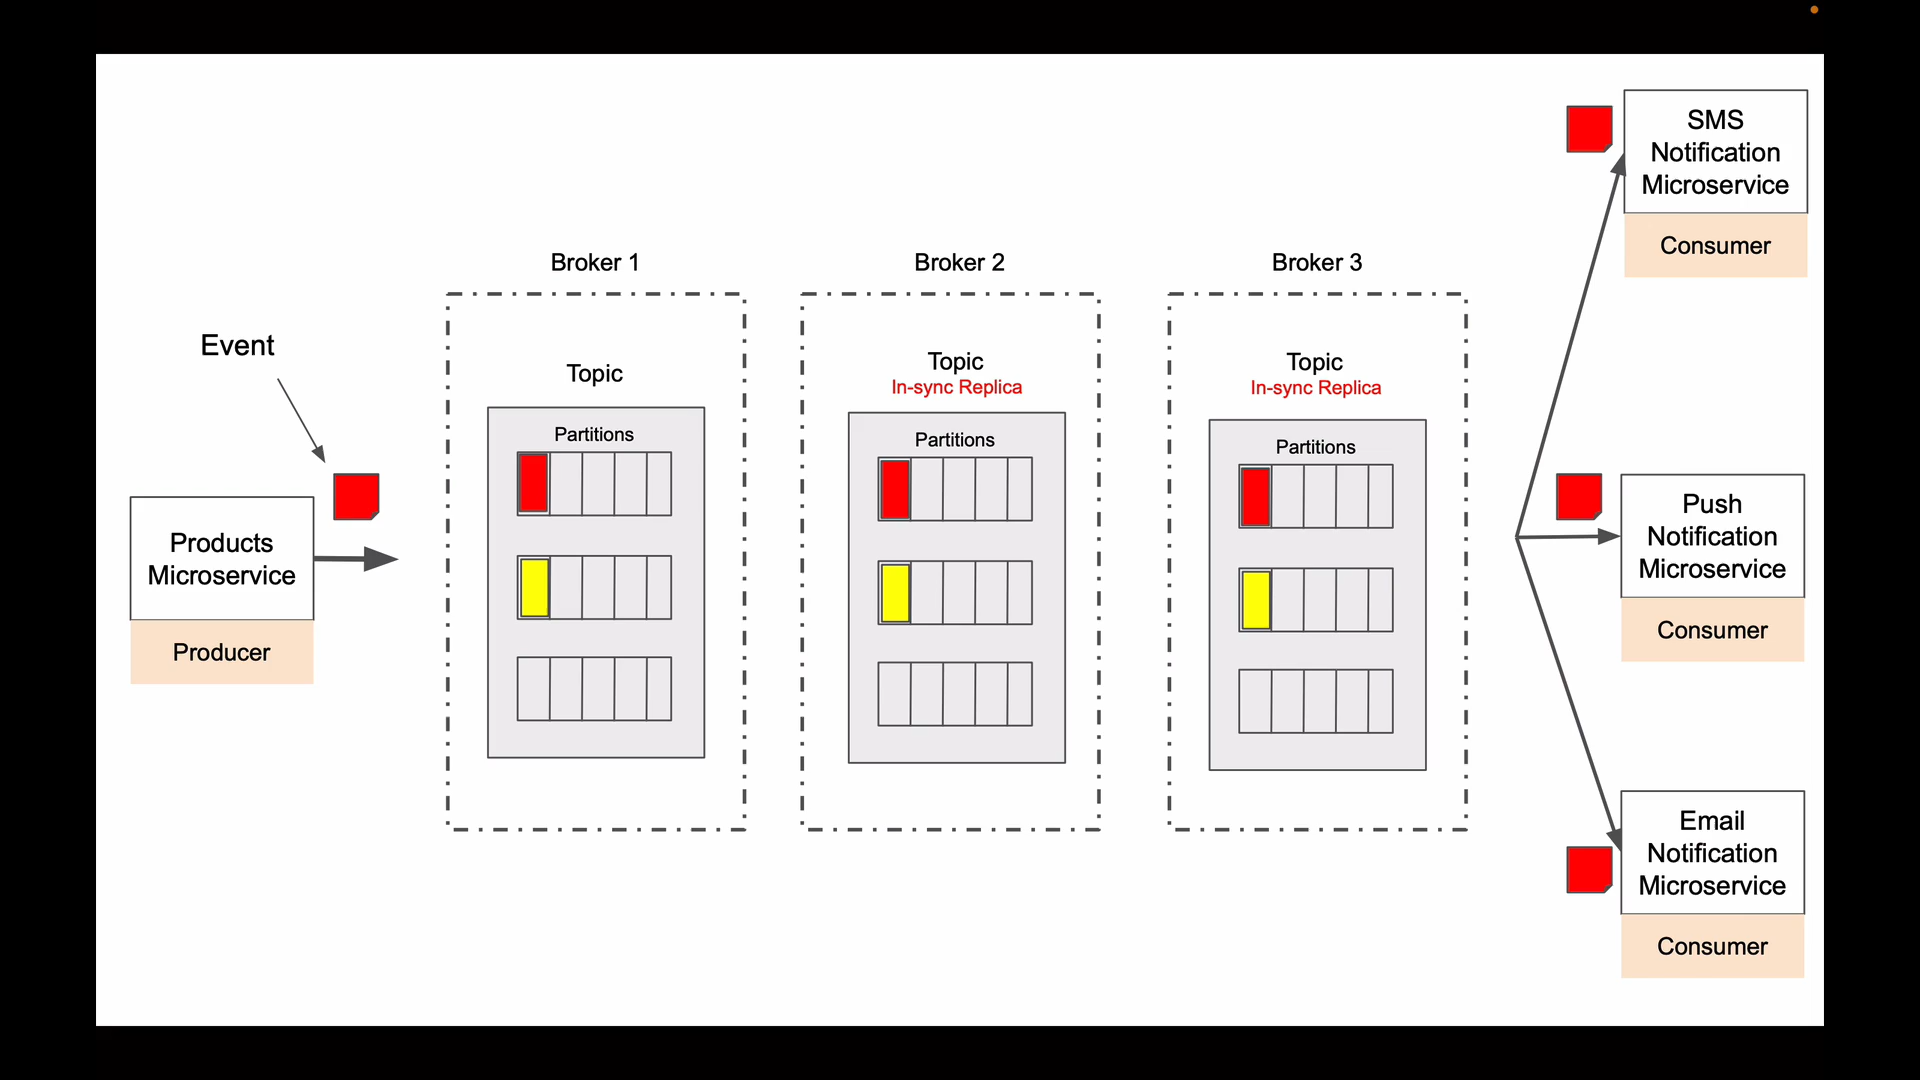 Event
Products
Microservice
Producer
Broker 1
Topic
Partitions
Broker 2
Topic
In-sync Replica
Partitions
Broker 3
Topic
In-sync Replica
Partitions
SMS
Notification
Microservice
Consumer
Push
Notification
Microservice
Consumer
Email
Notification
Microservice
Consumer